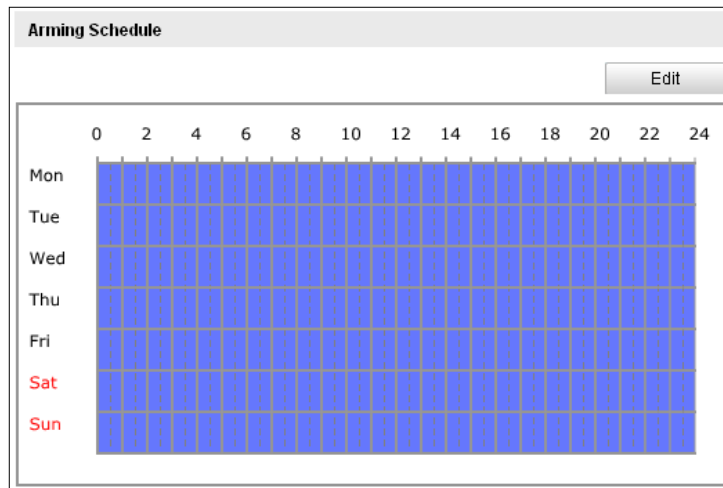 Arming Schedule
Edit
0 2 4 6 8 10 12 14 16 18 20 22 24
Mon
Tue
Wed
Thu
Fri
Sat
Sun